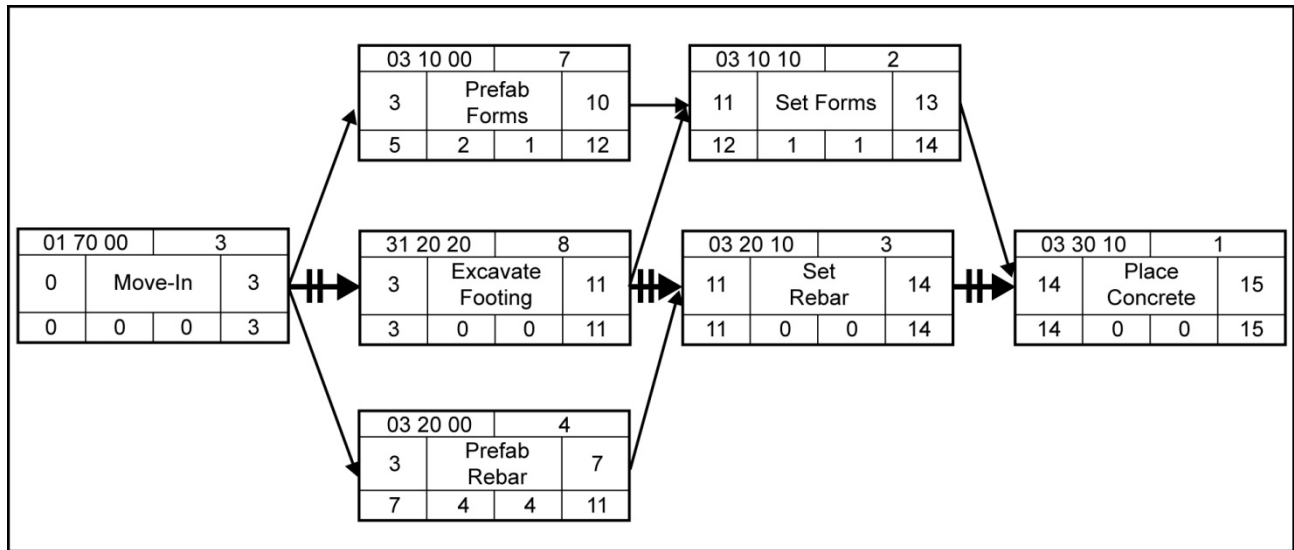 03 10 00 7
3 Prefab 10
Forms
5 2 1 12
03 10 10 2
11 Set Forms 13
12 1 1 14
01 70 00 3
0 Move-In 3
0 0 0 3
31 20 20 8
3 Excavate 11
Footing
3 0 0 11
03 20 10 3
11 Set 14
Rebar
11 0 0 14
03 30 10 1
14 Place 15
Concrete
14 0 0 15
03 20 00 4
3 Prefab 7
Rebar
7 4 4 11